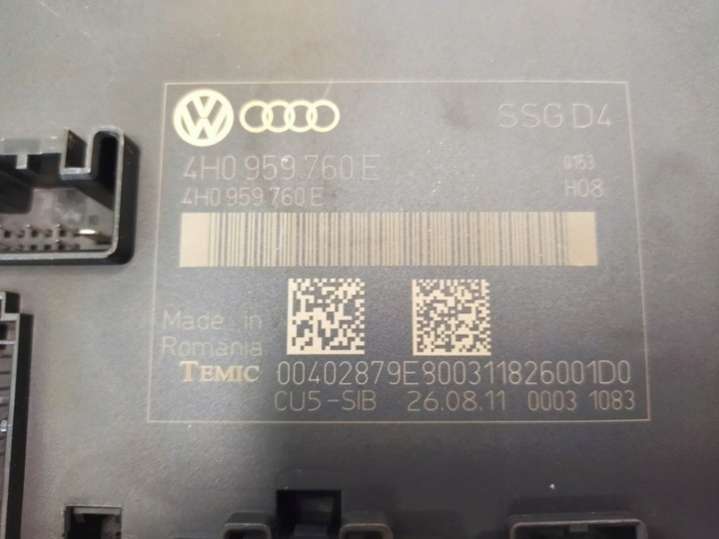 SSG D4
4H0 959 760 E 0163
4H0 959 760 E H08
Made in
Romania
TEMIC 00402879E800311826001D0
CU5-SIB 26.08.11 0003 1083